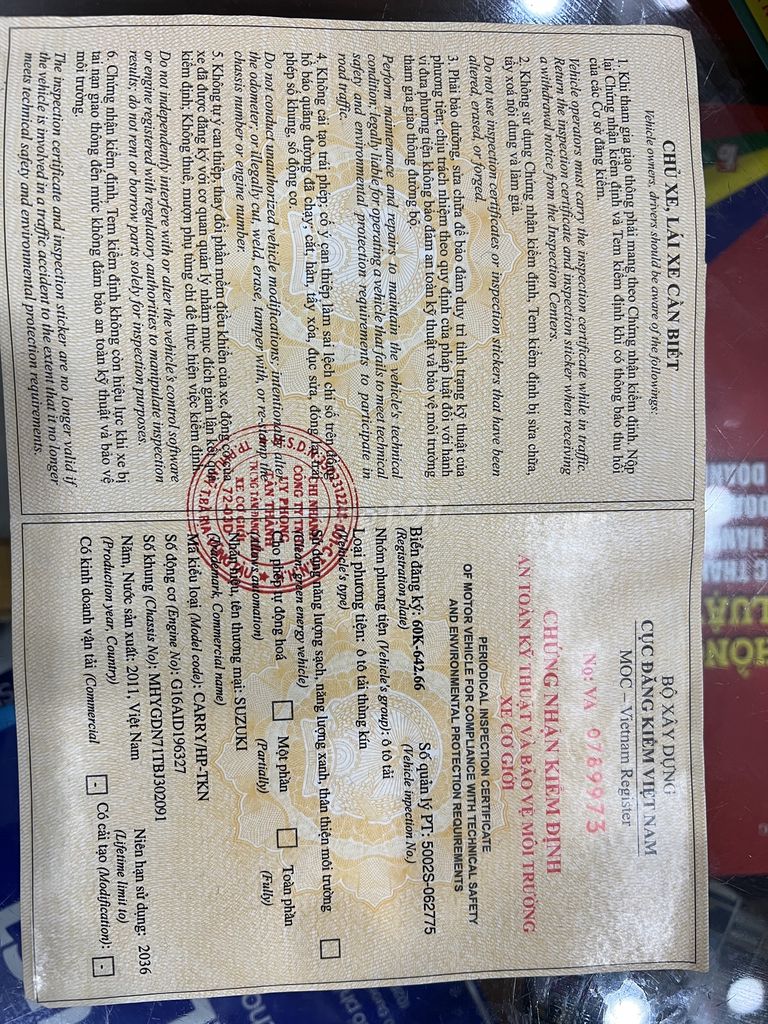 CHỦ XE, LÁI XE CẦN BIẾT
Vehicle owners, drivers should be aware of the followings:
1. Khi tham gia giao thông phải mang theo Chứng nhận kiểm định. Nộp
lại Chứng nhận kiểm định và Tem kiểm định khi có thông báo thu hồi
của các Cơ sở đăng kiểm.
Vehicle operators must carry the inspection certificate while in traffic.
Return the inspection certificate and inspection sticker when receiving
a withdrawal notice from the Inspection Centers.
2. Không sử dụng Chứng nhận kiểm định, Tem kiểm định bị sửa chữa,
tẩy xoá nội dung và làm giả.
Do not use inspection certificates or inspection stickers that have been
altered, erased, or forged.
3. Phải bảo dưỡng, sửa chữa để bảo đảm duy trì tình trạng kỹ thuật của
phương tiện; chịu trách nhiệm theo quy định của pháp luật đối với hành
vi đưa phương tiện không bảo đảm an toàn kỹ thuật và bảo vệ môi trường
tham gia giao thông đường bộ.
Perform maintenance and repairs to maintain the vehicle's technical
condition; legally liable for operating a vehicle that fails to meet technical
safety and environmental protection requirements to participate in
road traffic.
4. Không cải tạo trái phép; cố ý can thiệp làm sai lệch chỉ số trên đồng
hồ báo quãng đường đã chạy; cắt, hàn, tẩy xóa, đục sửa, đóng lại trái
phép số khung, số động cơ.
Do not conduct unauthorized vehicle modifications; intentionally alter
the odometer; or illegally cut, weld, erase, tamper with, or re-stamp the
chassis number or engine number.
5. Không tự ý can thiệp, thay đổi phần mềm điều khiển của xe, động cơ của
xe đã được đăng ký với cơ quan quản lý nhằm mục đích gian lận kết quả
kiểm định; Không thuê, mượn phụ tùng chỉ để thực hiện việc kiểm định.
Do not independently interfere with or alter the vehicle's control software
or engine registered with regulatory authorities to manipulate inspection
results; do not rent or borrow parts solely for inspection purposes.
6. Chứng nhận kiểm định, Tem kiểm định không còn hiệu lực khi xe bị
tai nạn giao thông đến mức không đảm bảo an toàn kỹ thuật và bảo vệ
môi trường.
The inspection certificate and inspection sticker are no longer valid if
the vehicle is involved in a traffic accident to the extent that it no longer
meets technical safety and environmental protection requirements.
BỘ XÂY DỰNG
CỤC ĐĂNG KIỂM VIỆT NAM
MOC – Vietnam Register
No: VA 0789973
CHỨNG NHẬN KIỂM ĐỊNH
AN TOÀN KỸ THUẬT VÀ BẢO VỆ MÔI TRƯỜNG
XE CƠ GIỚI
PERIODICAL INSPECTION CERTIFICATE
OF MOTOR VEHICLE FOR COMPLIANCE WITH TECHNICAL SAFETY
AND ENVIRONMENTAL PROTECTION REQUIREMENTS
Biển đăng ký: 60K-642.66 Số quản lý PT: 5002S-062775
(Registration plate) (Vehicle inpection No.)
Nhóm phương tiện (Vehicle's group): ô tô tải
Loại phương tiện: ô tô tải thùng kín
(Vehicle's type)
Sử dụng năng lượng sạch, năng lượng xanh, thân thiện môi trường
(Clean, green energy vehicle)
Cho phép tự động hoá Một phần Toàn phần
(Allows automation) (Partially) (Fully)
Nhãn hiệu, tên thương mại: SUZUKI
(Trademark, Commercial name)
Mã kiểu loại (Model code): CARRY/HP-TKN
Số động cơ (Engine No): G16AID196327
Số khung (Chassis No): MHYGDN71TBJ302091
Năm, Nước sản xuất: 2011, Việt Nam Niên hạn sử dụng: 2036
(Production year, Country) (Lifetime limit to)
Có kinh doanh vận tải (Commercial - Có cải tạo (Modification): -